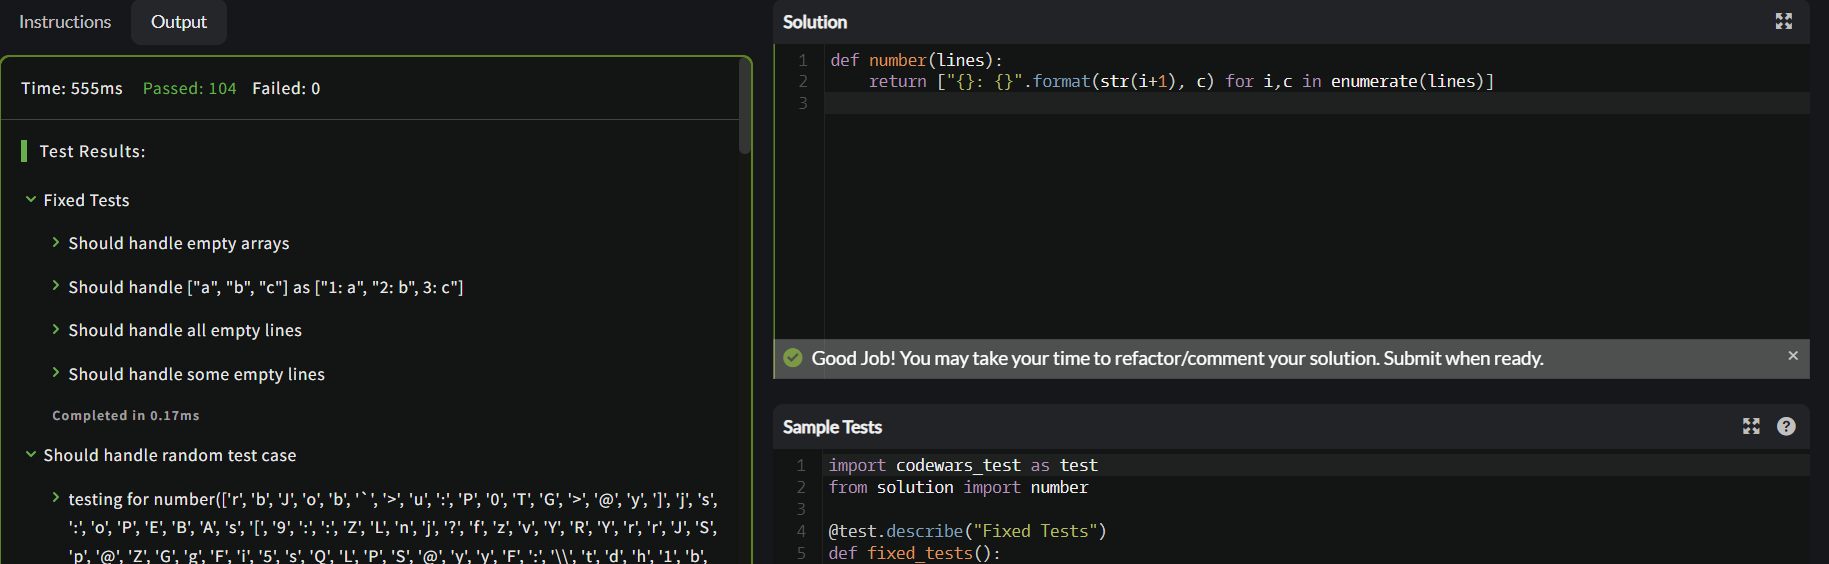 Instructions
Output
Time: 555ms Passed: 104 Failed: 0
Test Results:
Fixed Tests
Should handle empty arrays
Should handle ["a", "b", "c"] as ["1: a", "2: b", 3: c"]
Should handle all empty lines
Should handle some empty lines
Completed in 0.17ms
Should handle random test case
testing for number(['r', 'b', 'J', 'o', 'b', '`', '>', 'u', ':', 'P', '0', 'T', 'G', '>', '@', 'y', ']', 'j', 's',
':', 'o', 'P', 'E', 'B', 'A', 's', '[', '9', ':', ':', 'Z', 'L', 'n', 'j', '?', 'f', 'z', 'v', 'Y', 'R', 'Y', 'r', 'r', 'J', 'S',
'p', '@', 'Z', 'G', 'g', 'F', 'i', '5', 's', 'Q', 'L', 'P', 'S', '@', 'y', 'y', 'F', ':', '\\', 't', 'd', 'h', '1', 'b',
Solution
1 def number(lines):
2 return ["{}: {}".format(str(i+1), c) for i,c in enumerate(lines)]
3
Good Job! You may take your time to refactor/comment your solution. Submit when ready.
Sample Tests
1 import codewars_test as test
2 from solution import number
3
4 @test.describe("Fixed Tests")
5 def fixed_tests():